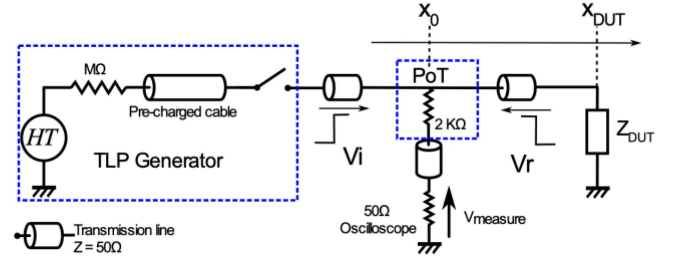 X0
XDUT
MΩ
PoT
Pre-charged cable
2 KΩ
HT
TLP Generator
Vi
Vr
ZDUT
50Ω
Oscilloscope
Vmeasure
Transmission line
Z = 50Ω